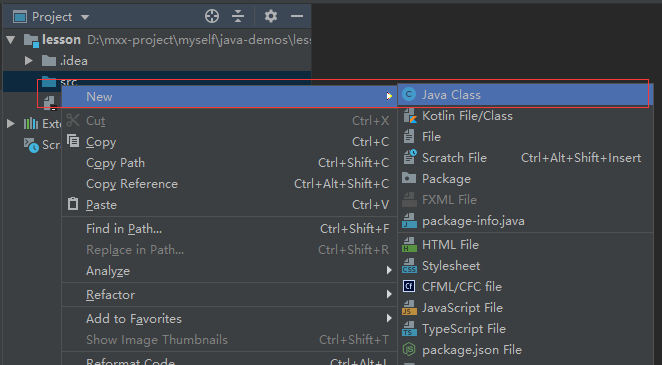 Project
lesson D:\mxx-project\myself\java-demos\les
.idea
src
Exte
Scr
New
Cut Ctrl+X
Copy Ctrl+C
Copy Path Ctrl+Shift+C
Copy Reference Ctrl+Alt+Shift+C
Paste Ctrl+V
Find in Path... Ctrl+Shift+F
Replace in Path... Ctrl+Shift+R
Analyze
Refactor
Add to Favorites
Show Image Thumbnails Ctrl+Shift+T
Reformat Code Ctrl+Alt+L
Java Class
Kotlin File/Class
File
Scratch File Ctrl+Alt+Shift+Insert
Package
FXML File
package-info.java
HTML File
Stylesheet
CFML/CFC file
JavaScript File
TypeScript File
package.json File